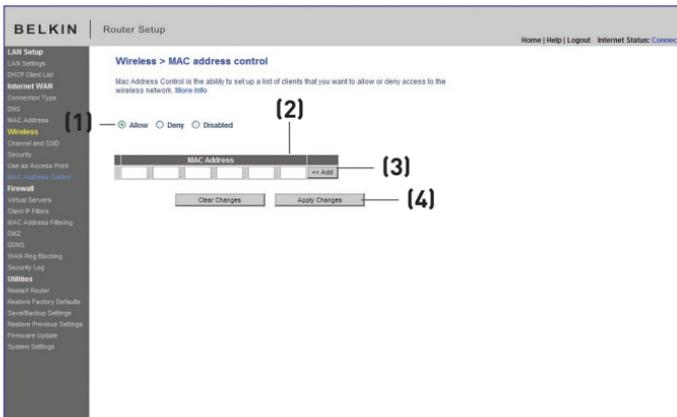 BELKIN
Router Setup
Home | Help | Logout Internet Status: Connec
LAN Setup
LAN Settings
DHCP Client List
Internet WAN
Connection Type
DNS
MAC Address
Wireless
Channel and SSID
Security
Use as Access Point
MAC Address Control
Firewall
Virtual Servers
Client IP Filters
MAC Address Filtering
DMZ
DDNS
WAN Ping Blocking
Security Log
Utilities
Restart Router
Restore Factory Defaults
Save/Backup Settings
Restore Previous Settings
Firmware Update
System Settings
Wireless > MAC address control
Mac Address Control is the ability to set up a list of clients that you want to allow or deny access to the
wireless network. More Info
(1)
Allow Deny Disabled
(2)
MAC Address
<< Add
(3)
Clear Changes Apply Changes
(4)